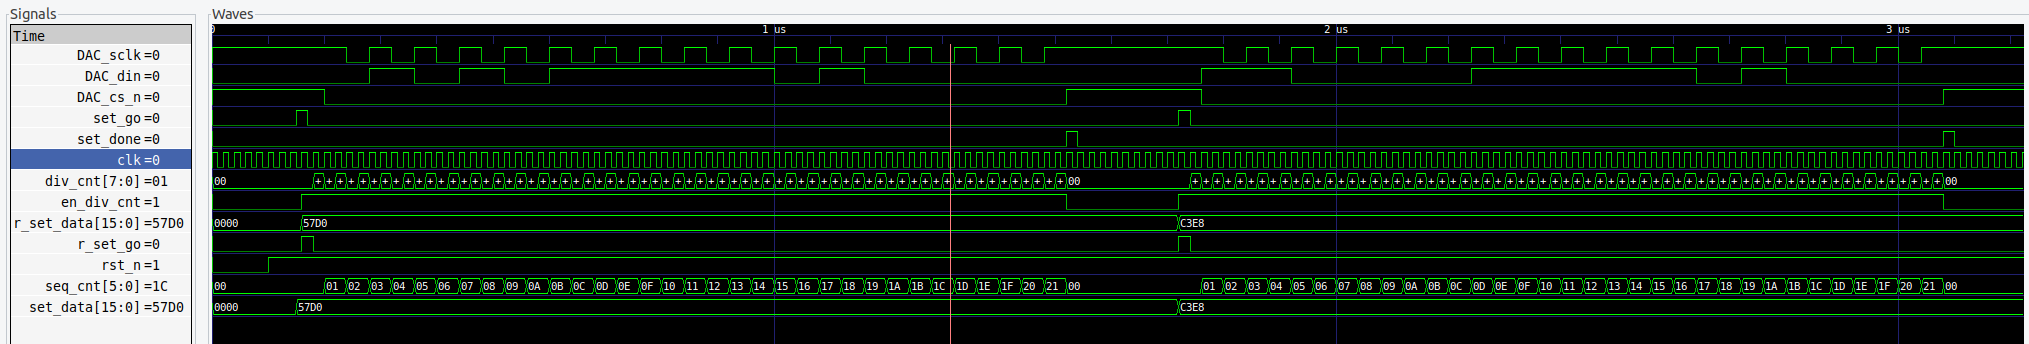 Signals
Waves
Time
0 1 us 2 us 3 us
DAC_sclk=0
DAC_din=0
DAC_cs_n=0
set_go=0
set_done=0
clk=0
div_cnt[7:0]=01 00 + + + + + + + + + + + + + + + + + + + + + + + + + + + + + + + + + + 00 + + + + + + + + + + + + + + + + + + + + + + + + + + + + + + + + + + 00
en_div_cnt=1
r_set_data[15:0]=57D0 0000 57D0 C3E8
r_set_go=0
rst_n=1
seq_cnt[5:0]=1C 00 01 02 03 04 05 06 07 08 09 0A 0B 0C 0D 0E 0F 10 11 12 13 14 15 16 17 18 19 1A 1B 1C 1D 1E 1F 20 21 00 01 02 03 04 05 06 07 08 09 0A 0B 0C 0D 0E 0F 10 11 12 13 14 15 16 17 18 19 1A 1B 1C 1D 1E 1F 20 21 00
set_data[15:0]=57D0 0000 57D0 C3E8